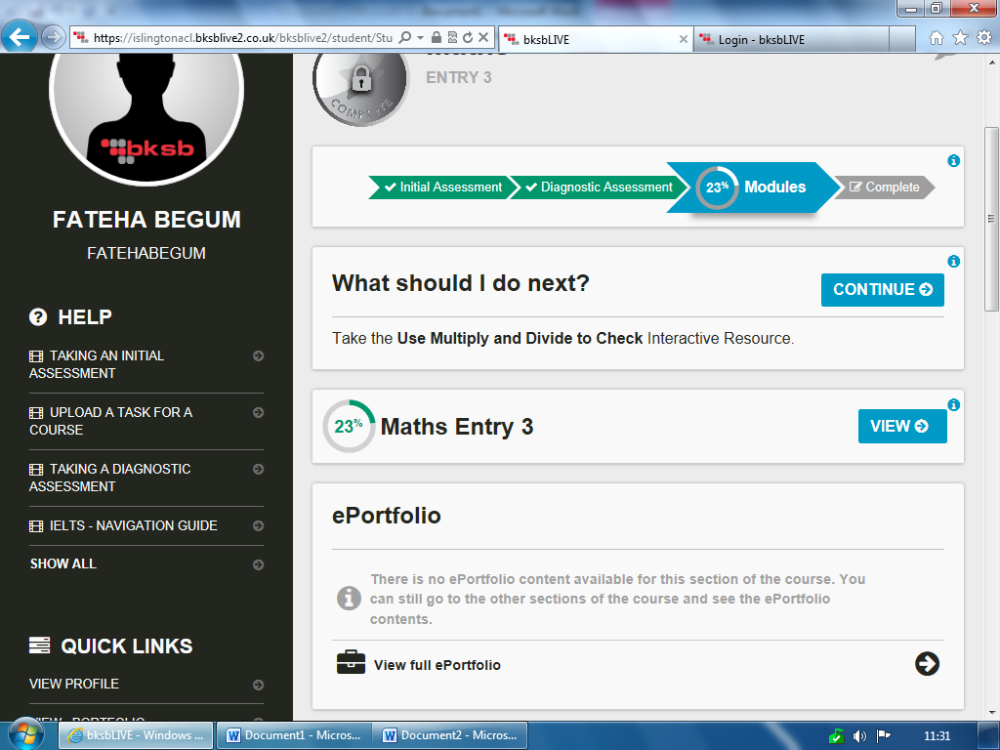 Document1 - Microsoft Word
https://islingtonacl.bksblive2.co.uk/bksblive2/student/Stu
bksbLIVE
Login - bksbLIVE
COMPLETE
ENTRY 3
bksb
FATEHA BEGUM
FATEHABEGUM
HELP
TAKING AN INITIAL
ASSESSMENT
UPLOAD A TASK FOR A
COURSE
TAKING A DIAGNOSTIC
ASSESSMENT
IELTS - NAVIGATION GUIDE
SHOW ALL
QUICK LINKS
VIEW PROFILE
Initial Assessment
Diagnostic Assessment
23% Modules
Complete
What should I do next?
CONTINUE
Take the Use Multiply and Divide to Check Interactive Resource.
23% Maths Entry 3
VIEW
ePortfolio
There is no ePortfolio content available for this section of the course. You
can still go to the other sections of the course and see the ePortfolio
contents.
View full ePortfolio
bksbLIVE - Windows ...
Document1 - Micros...
Document2 - Micros...
11:31